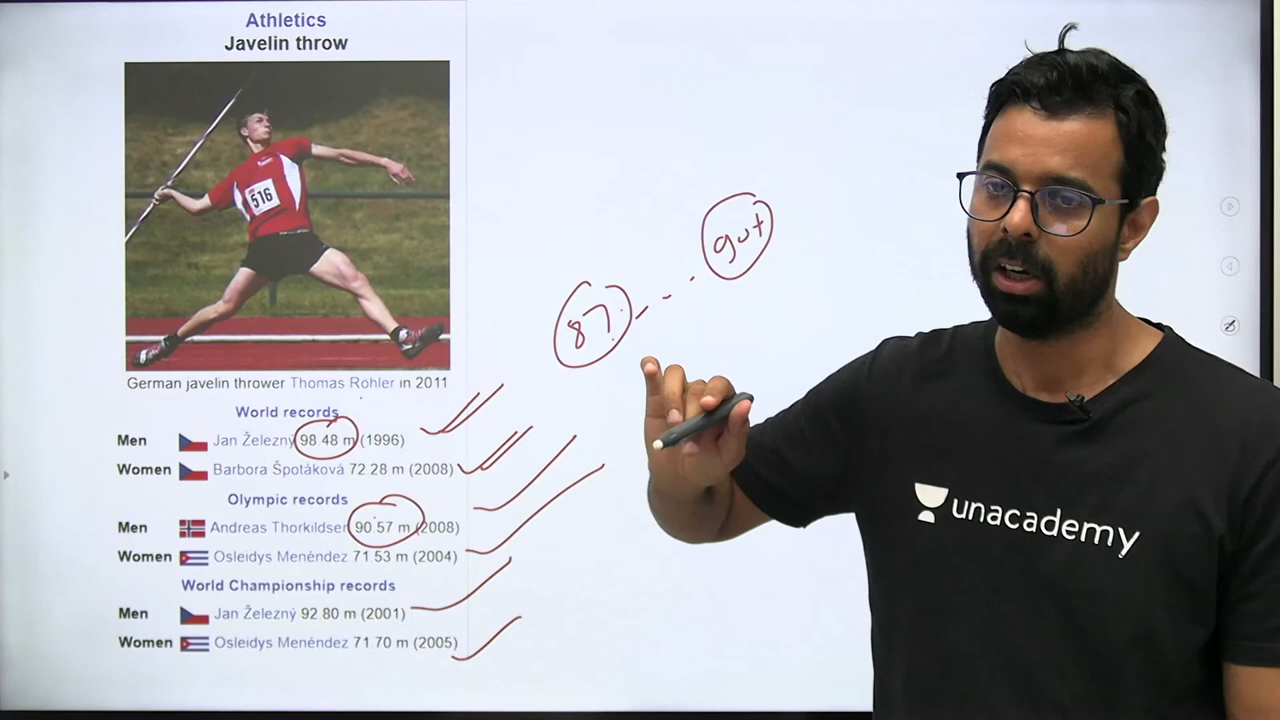 Athletics
Javelin throw
516
German javelin thrower Thomas Röhler in 2011
World records
Men Jan Železný 98.48 m (1996)
Women Barbora Špotáková 72.28 m (2008)
Olympic records
Men Andreas Thorkildsen 90.57 m (2008)
Women Osleidys Menéndez 71.53 m (2004)
World Championship records
Men Jan Železný 92.80 m (2001)
Women Osleidys Menéndez 71.70 m (2005)
87.
gut
unacademy